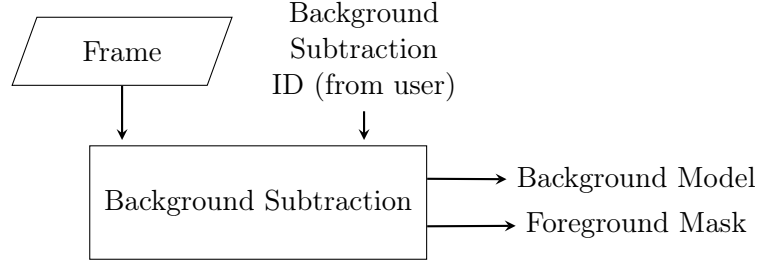 Frame
Background
Subtraction
ID (from user)
Background Subtraction
Background Model
Foreground Mask